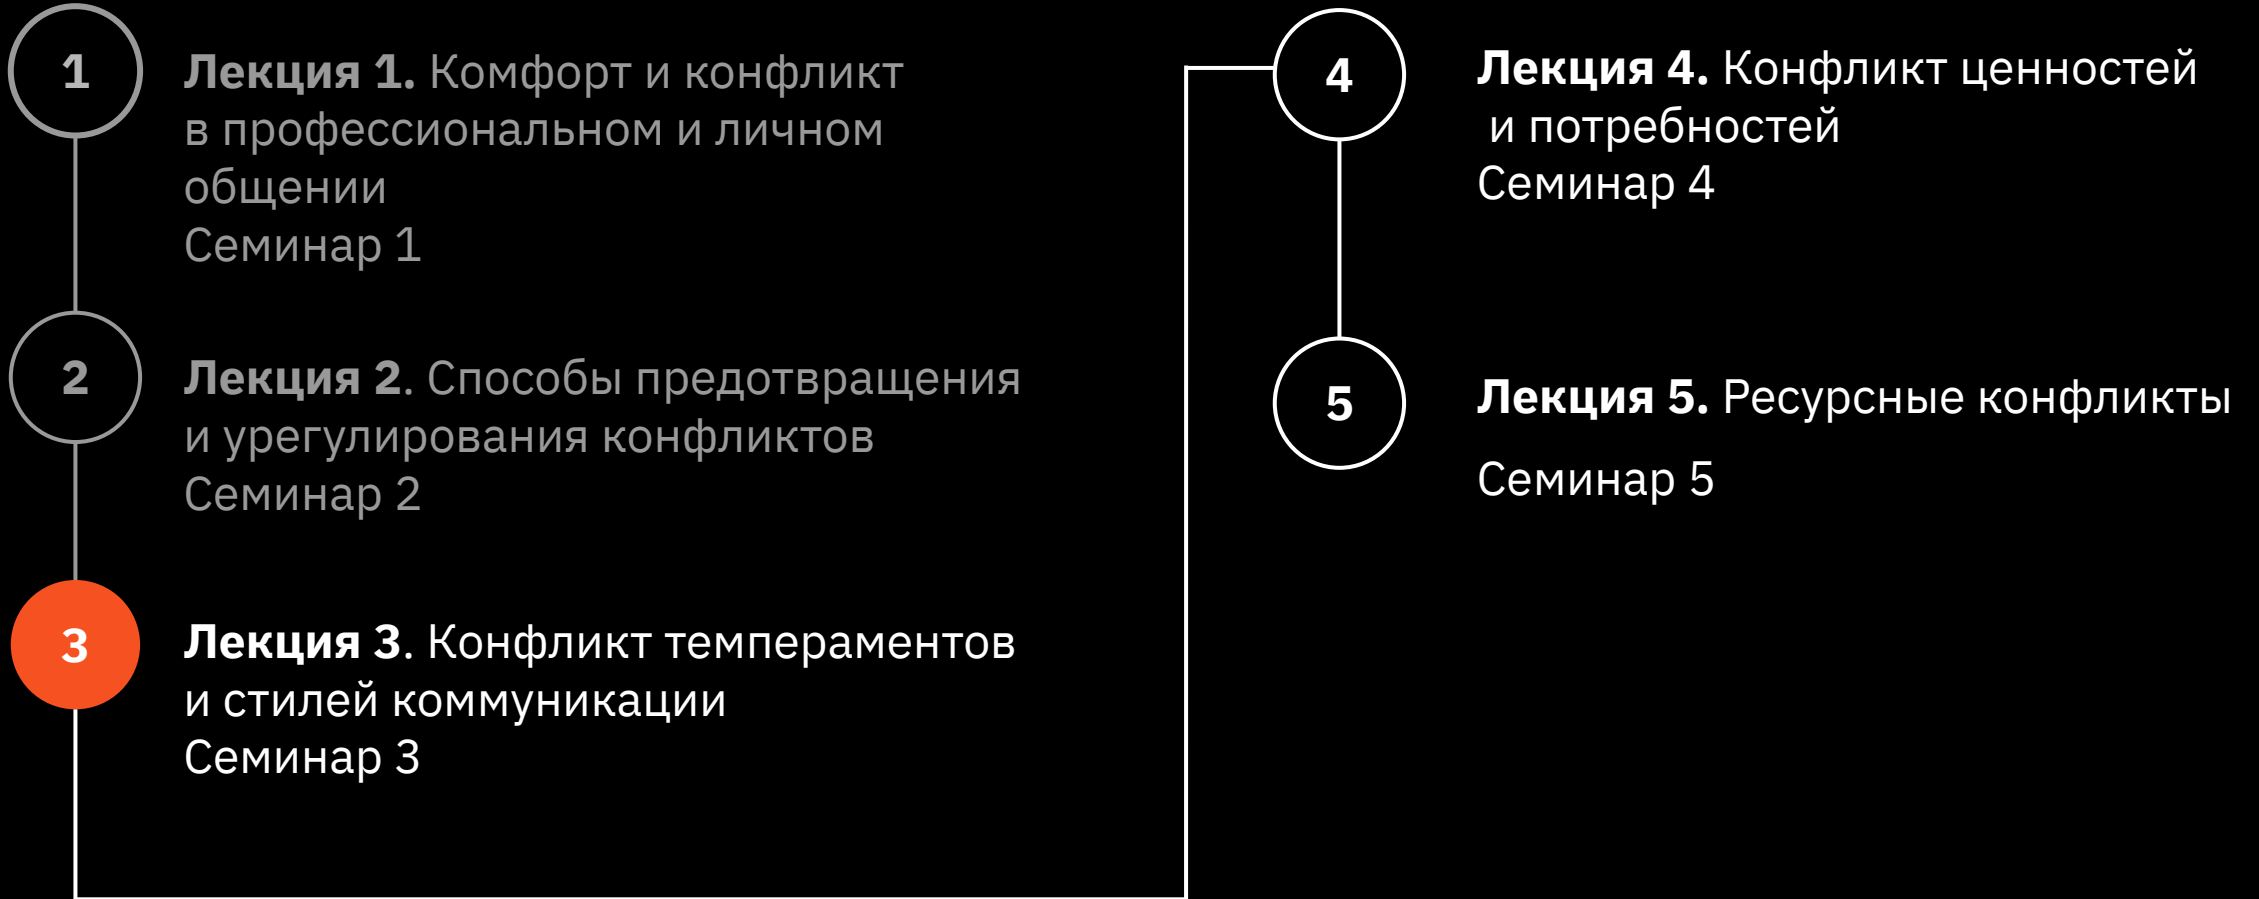 1
Лекция 1. Комфорт и конфликт
в профессиональном и личном
общении
Семинар 1
2
Лекция 2. Способы предотвращения
и урегулирования конфликтов
Семинар 2
3
Лекция 3. Конфликт темпераментов
и стилей коммуникации
Семинар 3
4
Лекция 4. Конфликт ценностей
и потребностей
Семинар 4
5
Лекция 5. Ресурсные конфликты
Семинар 5